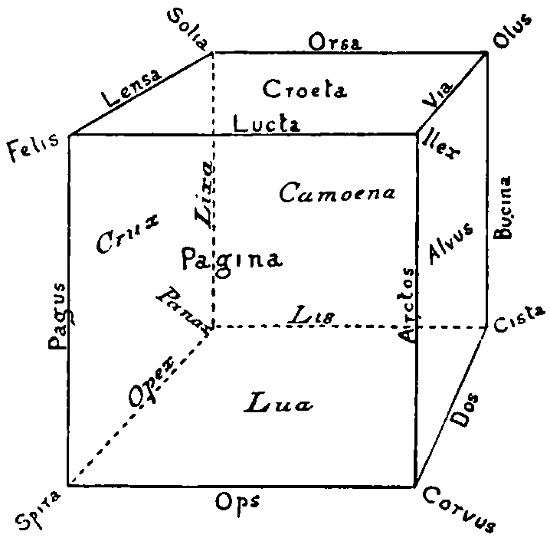 Solia
Orsa
Olus
Lensa
Croeta
Via
Felis
Lucta
Ilex
Lixa
Camoena
Bucina
Crux
Alvus
Pagina
Pagus
Panax
Lis
Arctos
Cista
Opex
Lua
Dos
Spira
Ops
Corvus